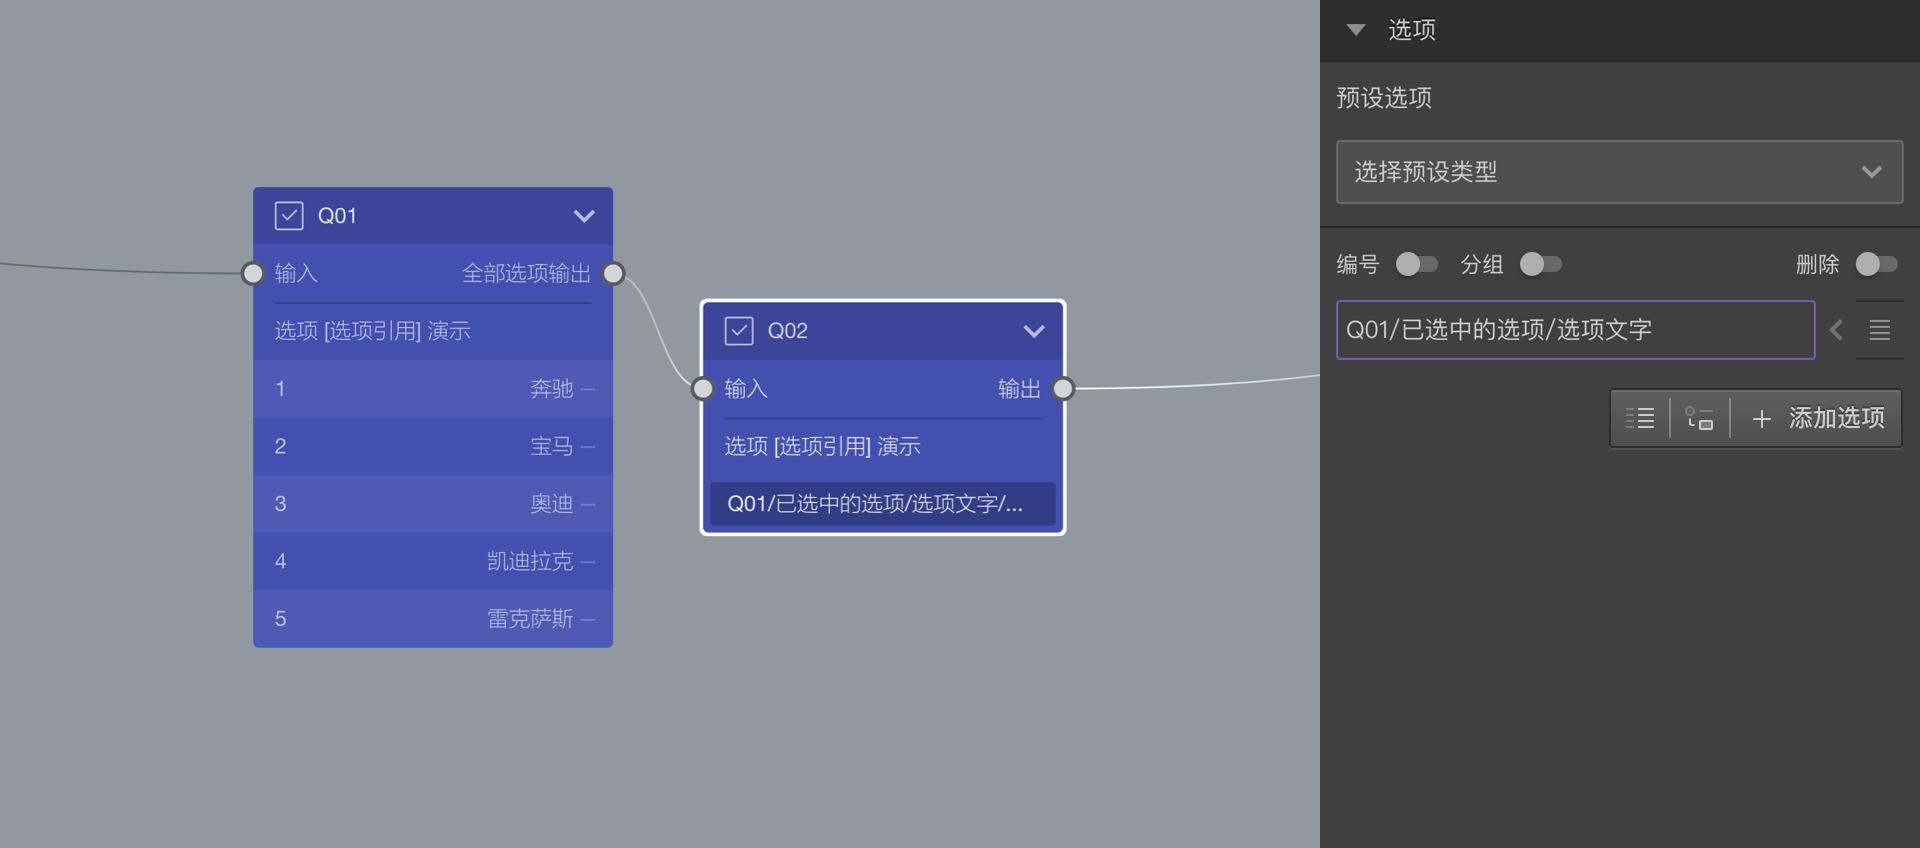 Q01
输入 全部选项输出
选项 [选项引用] 演示
1 奔驰
2 宝马
3 奥迪
4 凯迪拉克
5 雷克萨斯
Q02
输入 输出
选项 [选项引用] 演示
Q01/已选中的选项/选项文字/...
选项
预设选项
选择预设类型
编号 分组 删除
Q01/已选中的选项/选项文字
添加选项